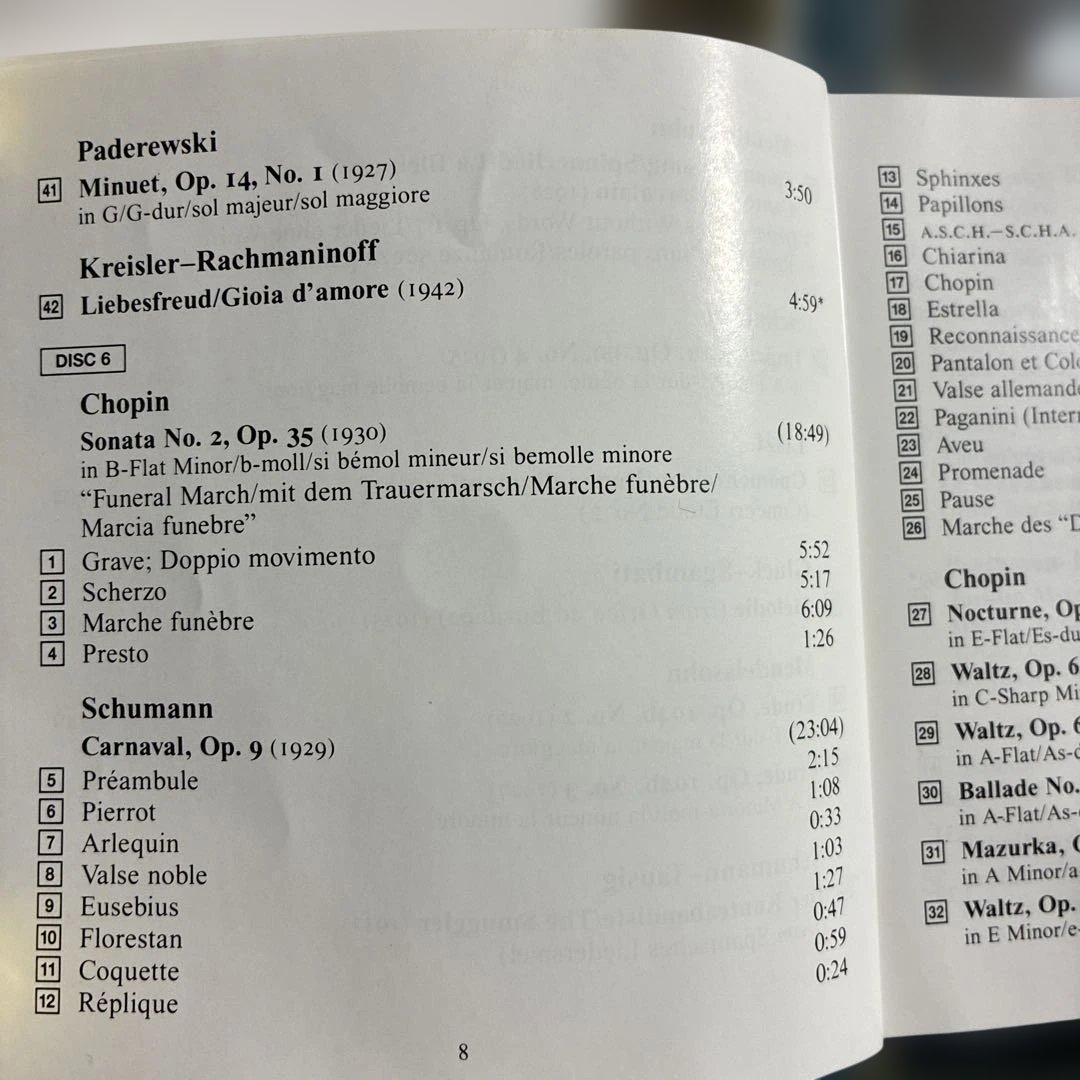 Paderewski
41 Minuet, Op. 14, No. 1 (1927) 3:50
in G/G-dur/sol majeur/sol maggiore
Kreisler–Rachmaninoff
42 Liebesfreud/Gioia d'amore (1942) 4:59*
DISC 6
Chopin
Sonata No. 2, Op. 35 (1930) (18:49)
in B-Flat Minor/b-moll/si bémol mineur/si bemolle minore
“Funeral March/mit dem Trauermarsch/Marche funèbre/
Marcia funebre”
1 Grave; Doppio movimento 5:52
2 Scherzo 5:17
3 Marche funèbre 6:09
4 Presto 1:26
Schumann
Carnaval, Op. 9 (1929) (23:04)
5 Préambule 2:15
6 Pierrot 1:08
7 Arlequin 0:33
8 Valse noble 1:03
9 Eusebius 1:27
10 Florestan 0:47
11 Coquette 0:59
12 Réplique 0:24
8
13 Sphinxes
14 Papillons
15 A.S.C.H.–S.C.H.A.
16 Chiarina
17 Chopin
18 Estrella
19 Reconnaissance
20 Pantalon et
21 Valse allemande
22 Paganini
23 Aveu
24 Promenade
25 Pause
26 Marche des
Chopin
27 Nocturne,
in E-Flat/Es-du
28 Waltz, Op. 6
in C-Sharp Mi
29 Waltz, Op. 6
in A-Flat/As-
30 Ballade No.
in A-Flat/As-
31 Mazurka,
in A Minor/a
32 Waltz, Op.
in E Minor/e-